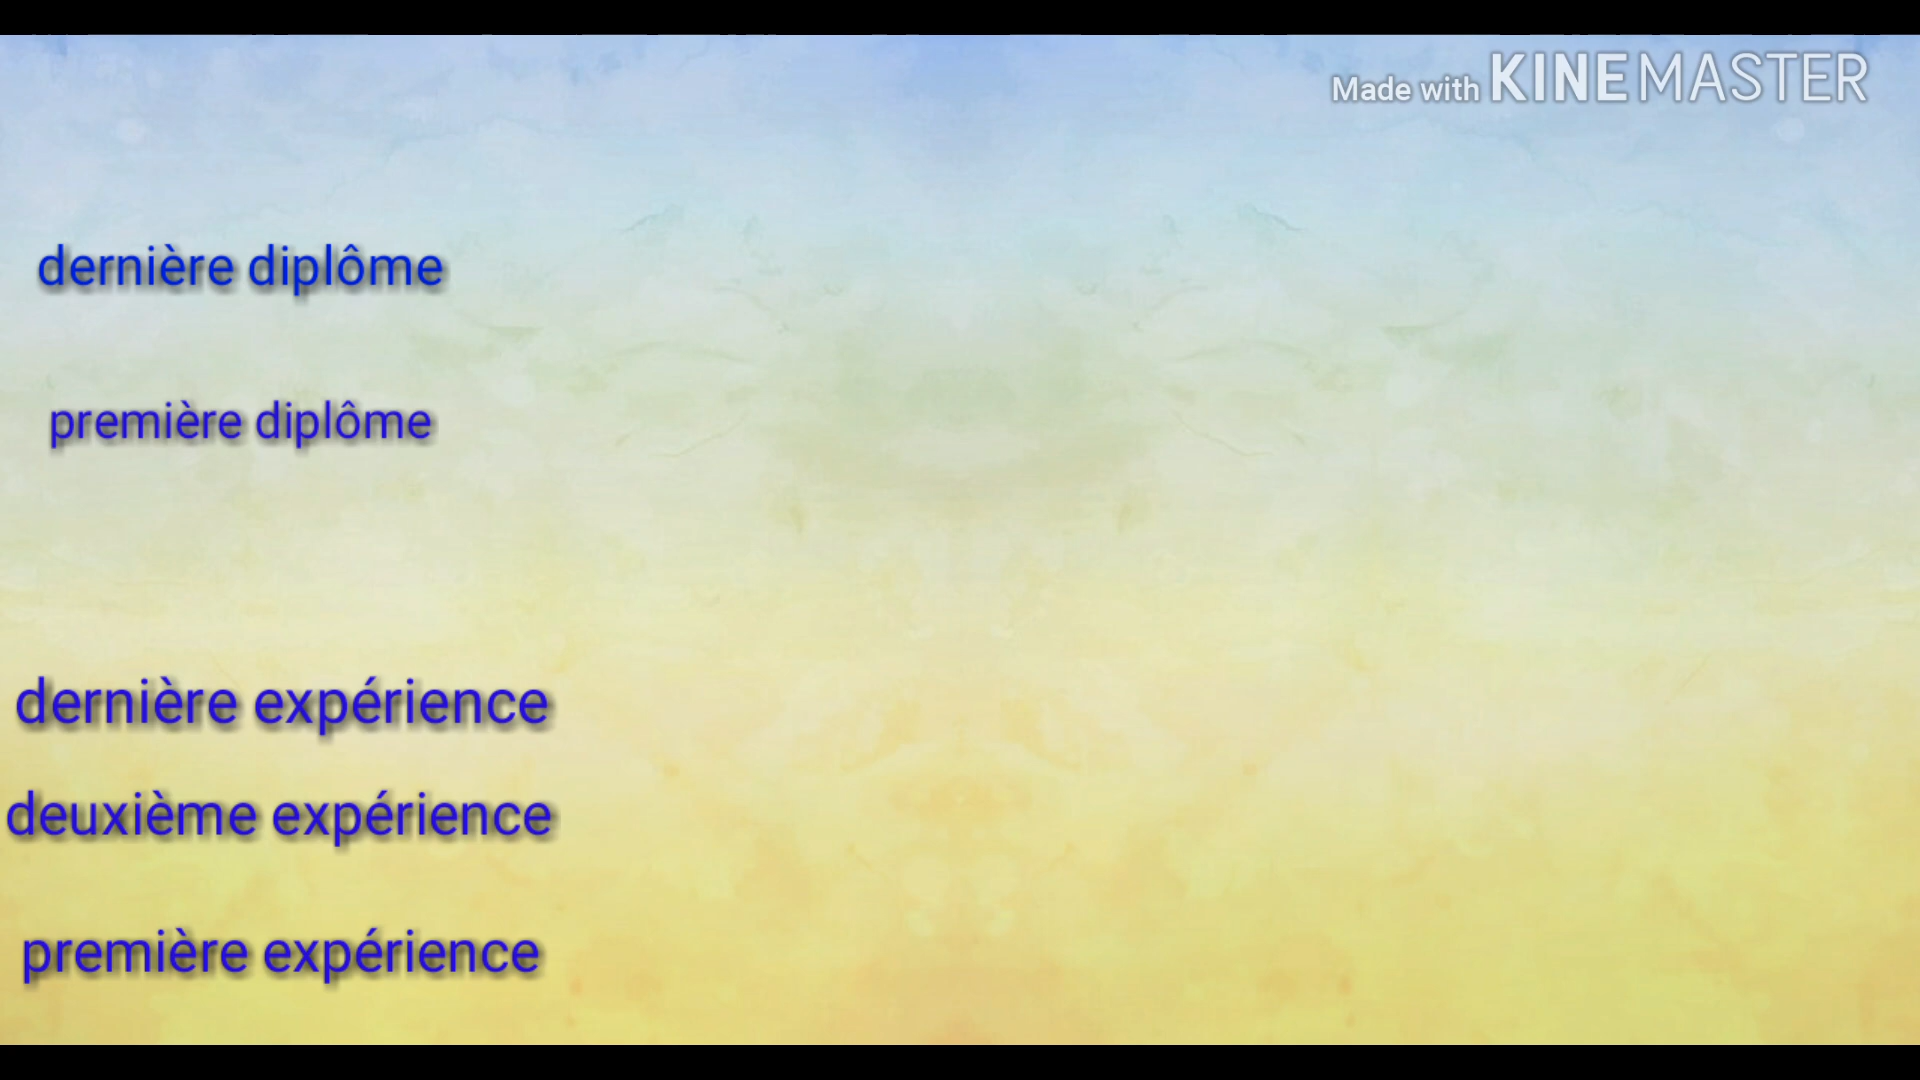 Made with KINEMASTER
dernière diplôme
première diplôme
dernière expérience
deuxième expérience
première expérience